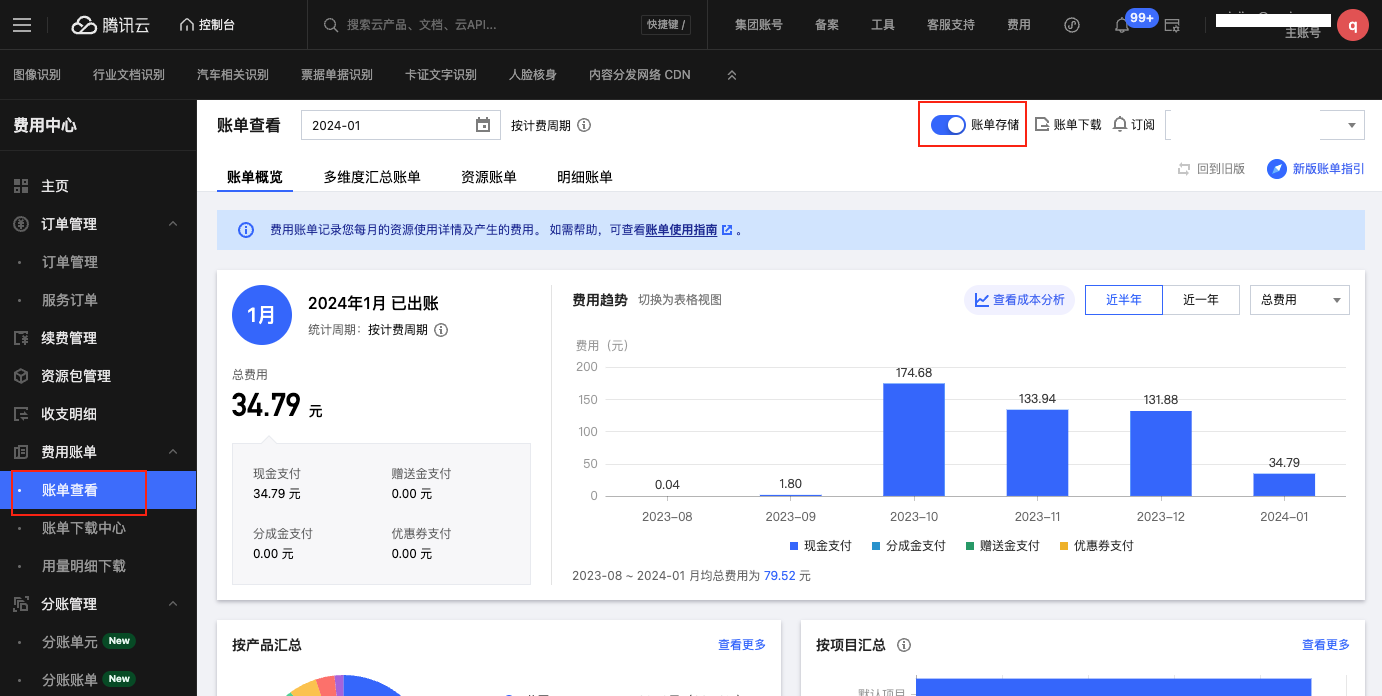 腾讯云
控制台
搜索云产品、文档、云API...
快捷键 /
集团账号
备案
工具
客服支持
费用
99+
主账号
q
图像识别
行业文档识别
汽车相关识别
票据单据识别
卡证文字识别
人脸核身
内容分发网络 CDN
费用中心
主页
订单管理
订单管理
服务订单
续费管理
资源包管理
收支明细
费用账单
账单查看
账单下载中心
用量明细下载
分账管理
分账单元 New
分账账单 New
账单查看
2024-01
按计费周期
账单存储
账单下载
订阅
账单概览
多维度汇总账单
资源账单
明细账单
回到旧版
新版账单指引
费用账单记录您每月的资源使用详情及产生的费用。 如需帮助，可查看账单使用指南 。
1月
2024年1月 已出账
统计周期：按计费周期
总费用
34.79 元
现金支付
34.79 元
赠送金支付
0.00 元
分成金支付
0.00 元
优惠券支付
0.00 元
费用趋势
切换为表格视图
查看成本分析
近半年
近一年
总费用
费用（元）
200
150
100
50
0
0.04
1.80
174.68
133.94
131.88
34.79
2023–08
2023–09
2023–10
2023–11
2023–12
2024–01
现金支付
分成金支付
赠送金支付
优惠券支付
2023-08 ~ 2024-01 月均总费用为 79.52 元
按产品汇总
查看更多
按项目汇总
查看更多
默认项目